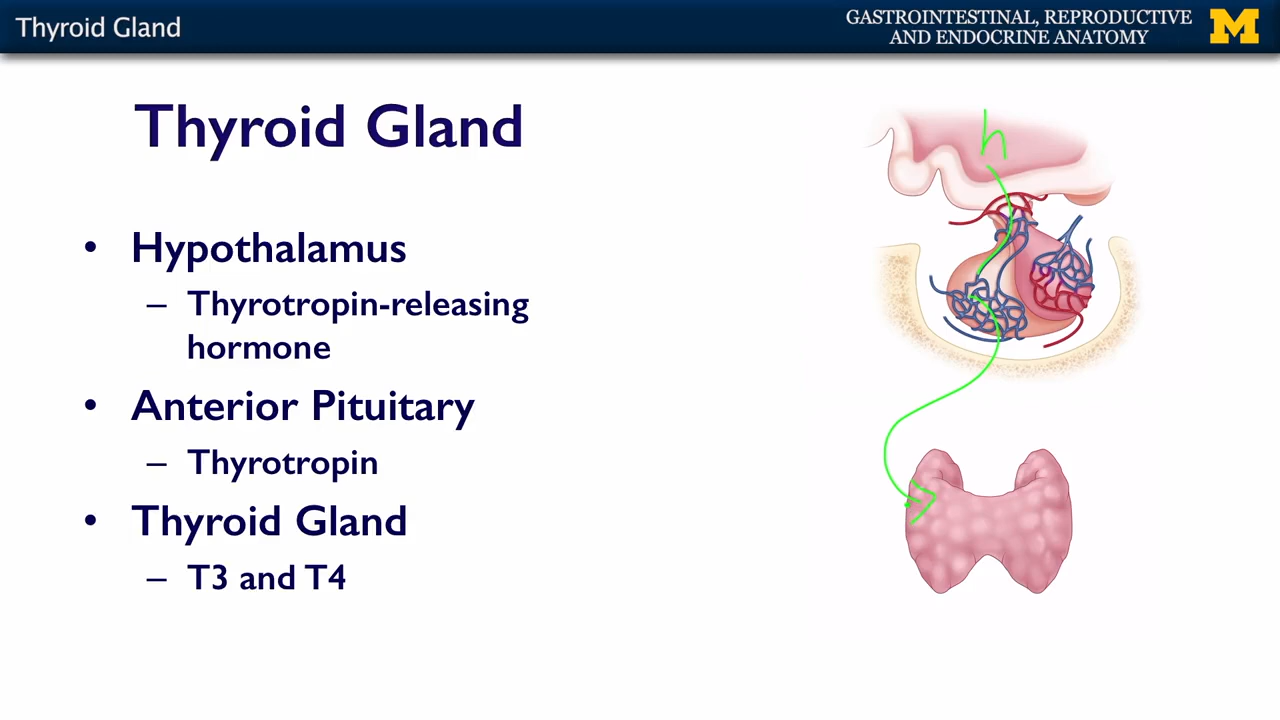 Thyroid Gland
GASTROINTESTINAL, REPRODUCTIVE
AND ENDOCRINE ANATOMY
M
Thyroid Gland
• Hypothalamus
– Thyrotropin-releasing
hormone
• Anterior Pituitary
– Thyrotropin
• Thyroid Gland
– T3 and T4
h